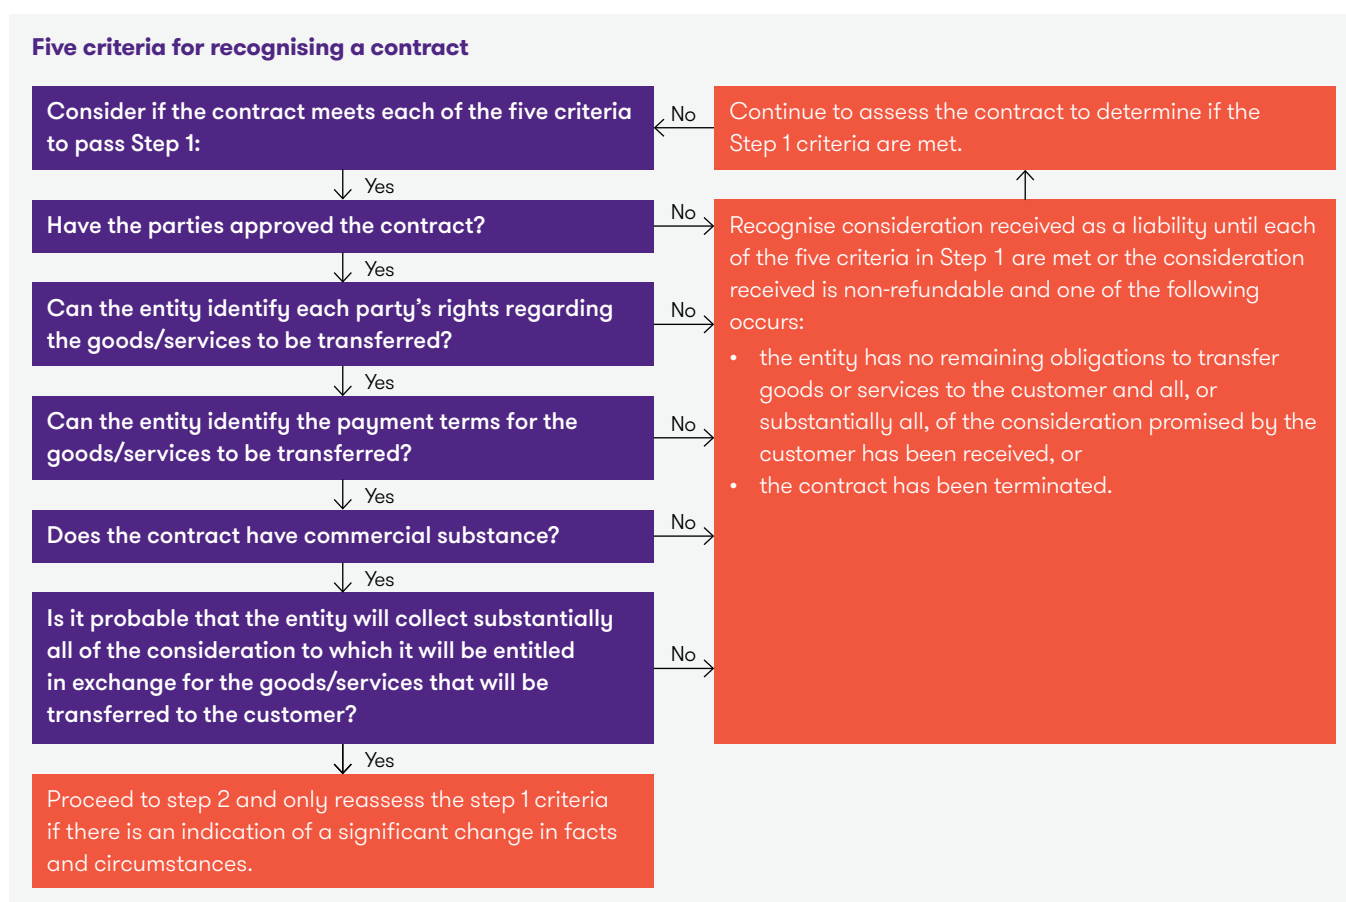 Five criteria for recognising a contract
Consider if the contract meets each of the five criteria
to pass Step 1:
No
Continue to assess the contract to determine if the
Step 1 criteria are met.
Yes
Have the parties approved the contract?
No
Recognise consideration received as a liability until each
of the five criteria in Step 1 are met or the consideration
received is non-refundable and one of the following
occurs:
• the entity has no remaining obligations to transfer
goods or services to the customer and all, or
substantially all, of the consideration promised by the
customer has been received, or
• the contract has been terminated.
Yes
Can the entity identify each party’s rights regarding
the goods/services to be transferred?
No
Yes
Can the entity identify the payment terms for the
goods/services to be transferred?
No
Yes
Does the contract have commercial substance?
No
Yes
Is it probable that the entity will collect substantially
all of the consideration to which it will be entitled
in exchange for the goods/services that will be
transferred to the customer?
No
Yes
Proceed to step 2 and only reassess the step 1 criteria
if there is an indication of a significant change in facts
and circumstances.